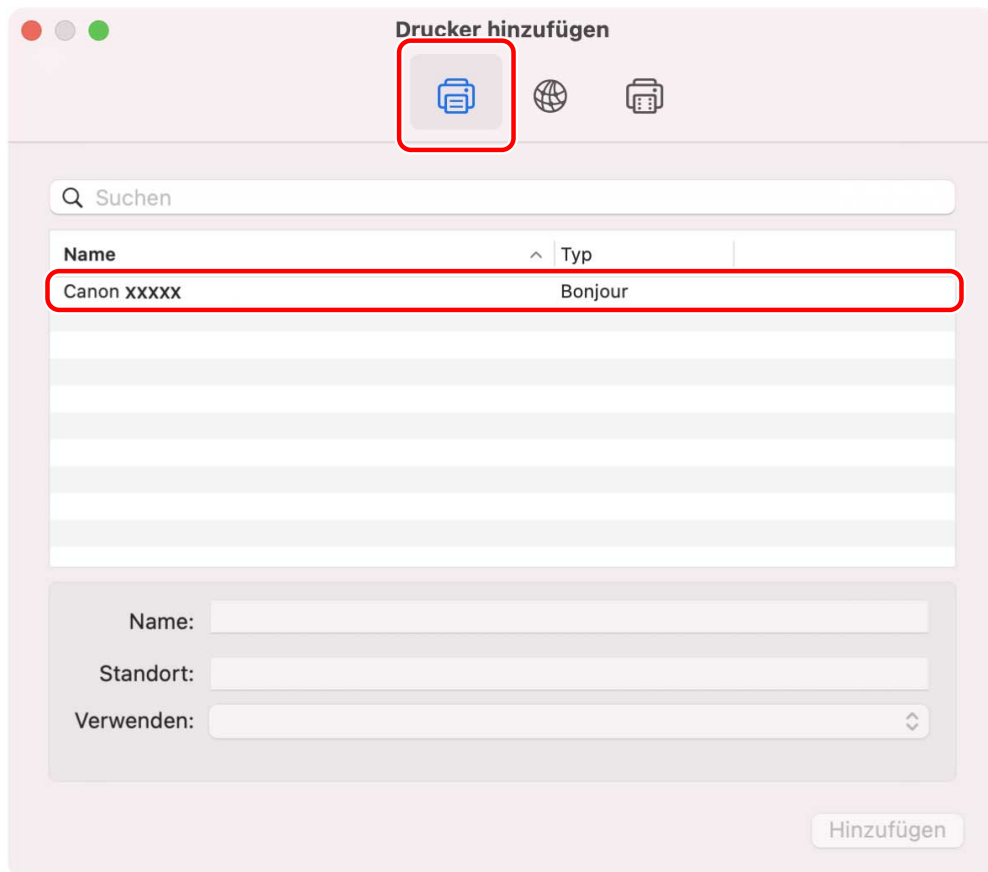 Drucker hinzufügen
Suchen
Name Typ
Canon xxxxx Bonjour
Name:
Standort:
Verwenden:
Hinzufügen